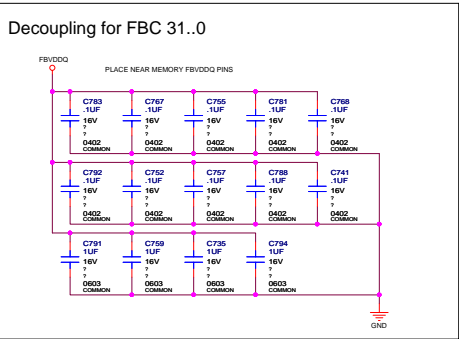 Decoupling for FBC 31..0
FBVDDQ
PLACE NEAR MEMORY FBVDDQ PINS
C783 C767 C755 C781 C768
.1UF .1UF .1UF .1UF .1UF
16V 16V 16V 16V 16V
? ? ? ? ?
? ? ? ? ?
0402 0402 0402 0402 0402
COMMON COMMON COMMON COMMON COMMON
C792 C752 C757 C788 C741
.1UF .1UF .1UF .1UF .1UF
16V 16V 16V 16V 16V
? ? ? ? ?
? ? ? ? ?
0402 0402 0402 0402 0402
COMMON COMMON COMMON COMMON COMMON
C791 C759 C735 C794
1UF 1UF 1UF 1UF
16V 16V 16V 16V
? ? ? ?
? ? ? ?
0603 0603 0603 0603
COMMON COMMON COMMON COMMON
GND